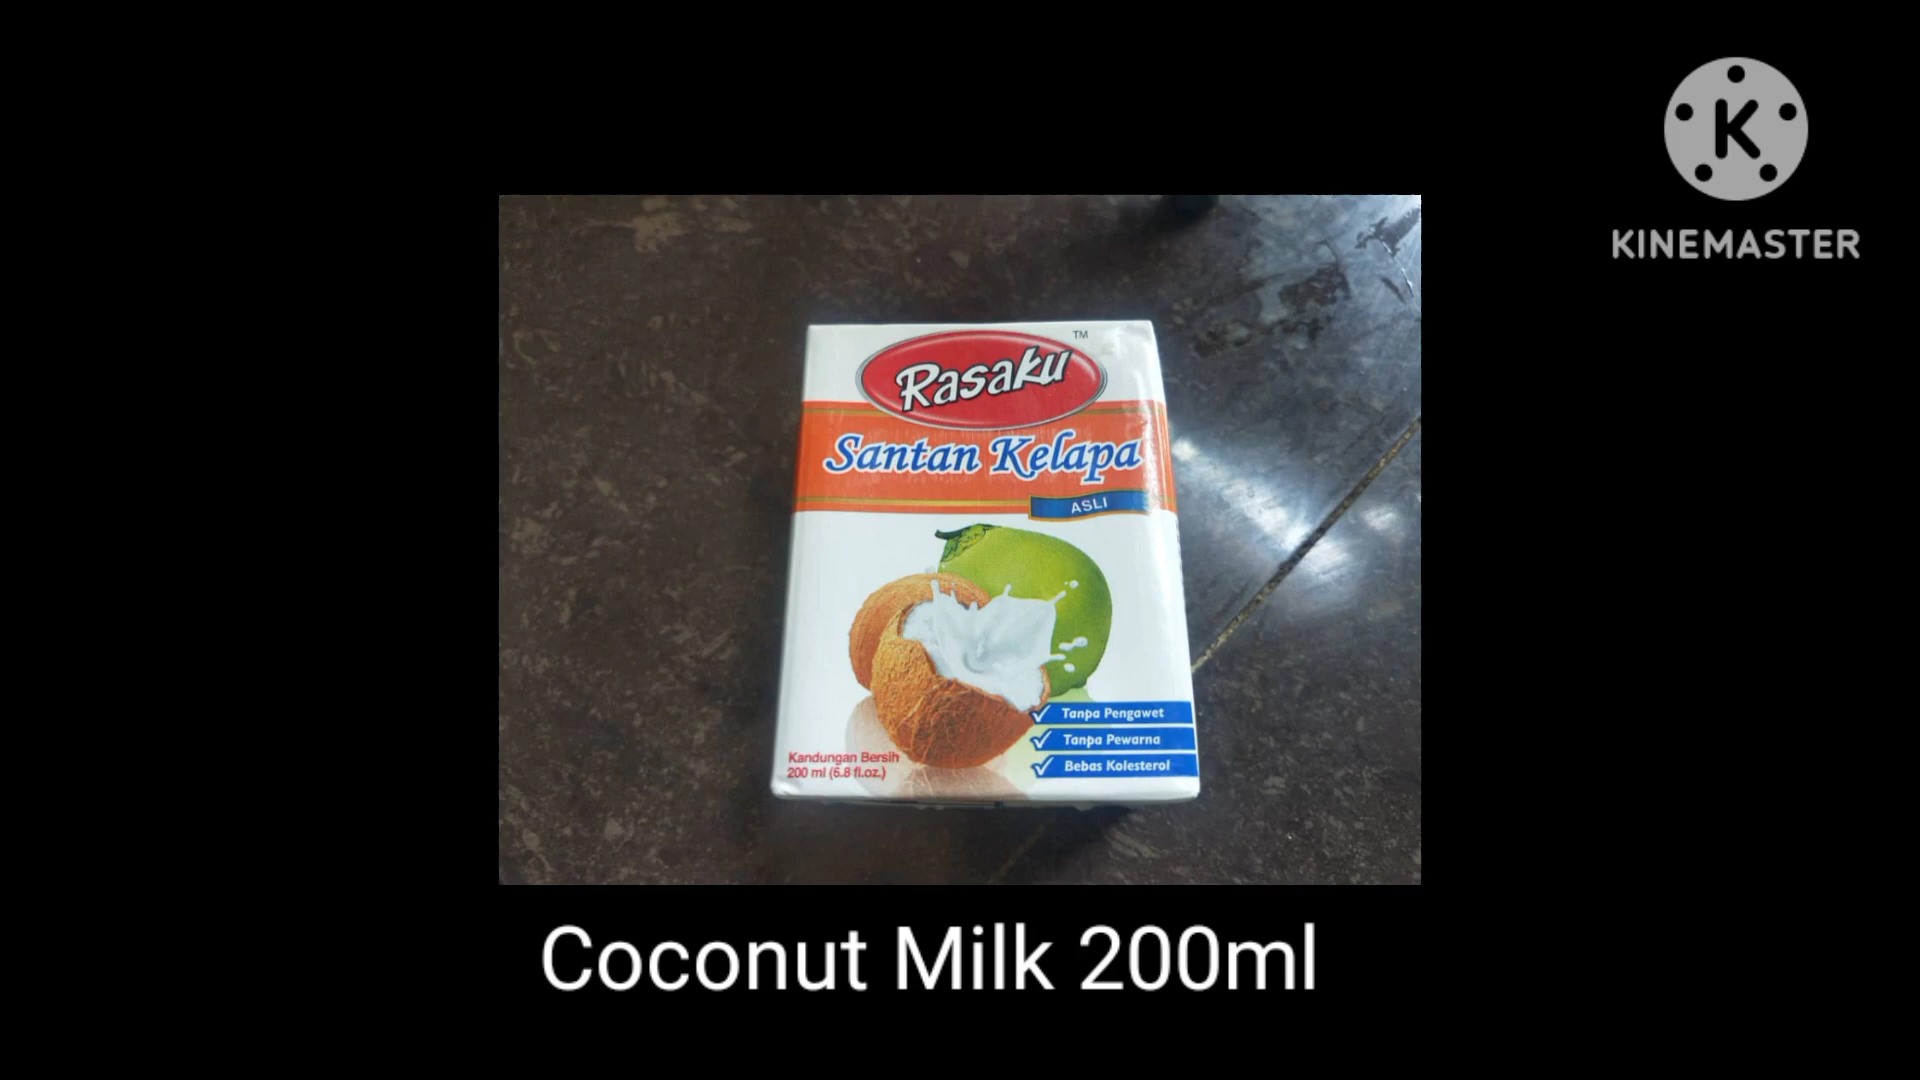 K
KINEMASTER
Rasaku
TM
Santan Kelapa
ASLI
Tanpa Pengawet
Tanpa Pewarna
Bebas Kolesterol
Kandungan Bersih
200 ml (6.8 fl.oz.)
Coconut Milk 200ml